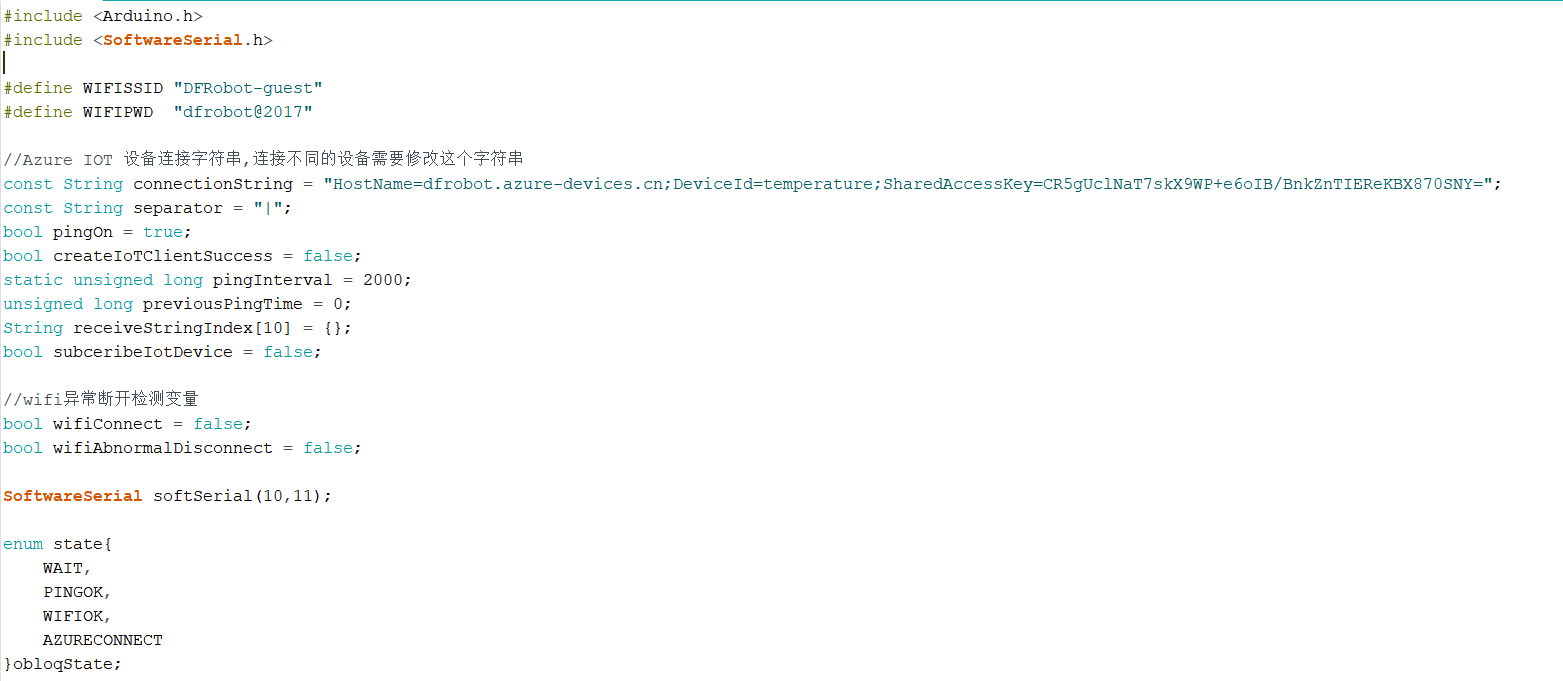 #include <Arduino.h>
#include <SoftwareSerial.h>
#define WIFISSID "DFRobot-guest"
#define WIFIPWD  "dfrobot@2017"
//Azure IOT 设备连接字符串,连接不同的设备需要修改这个字符串
const String connectionString = "HostName=dfrobot.azure-devices.cn;DeviceId=temperature;SharedAccessKey=CR5gUclNaT7skX9WP+e6oIB/BnkZnTIEReKBX870SNY=";
const String separator = "|";
bool pingOn = true;
bool createIoTClientSuccess = false;
static unsigned long pingInterval = 2000;
unsigned long previousPingTime = 0;
String receiveStringIndex[10] = {};
bool subceribeIotDevice = false;
//wifi异常断开检测变量
bool wifiConnect = false;
bool wifiAbnormalDisconnect = false;
SoftwareSerial softSerial(10,11);
enum state{
    WAIT,
    PINGOK,
    WIFIOK,
    AZURECONNECT
}obloqState;